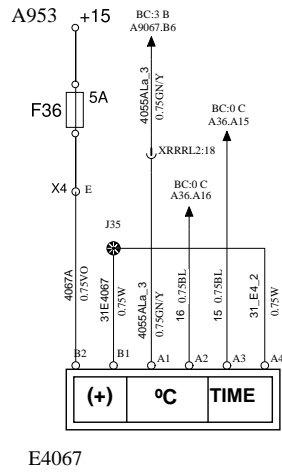 A953 +15
BC:3 B
A9067.B6
F36 5A
4055ALa_3
0.75GN/Y
XRRRL2:18
BC:0 C
A36.A15
X4 E
BC:0 C
A36.A16
J35
4067A
0.75VO
31E4067
0.75W
4055ALa_3
0.75GN/Y
16 0.75BL
15 0.75BL
31_E4_2
0.75W
B2 B1 A1 A2 A3 A4
(+) ºC TIME
E4067